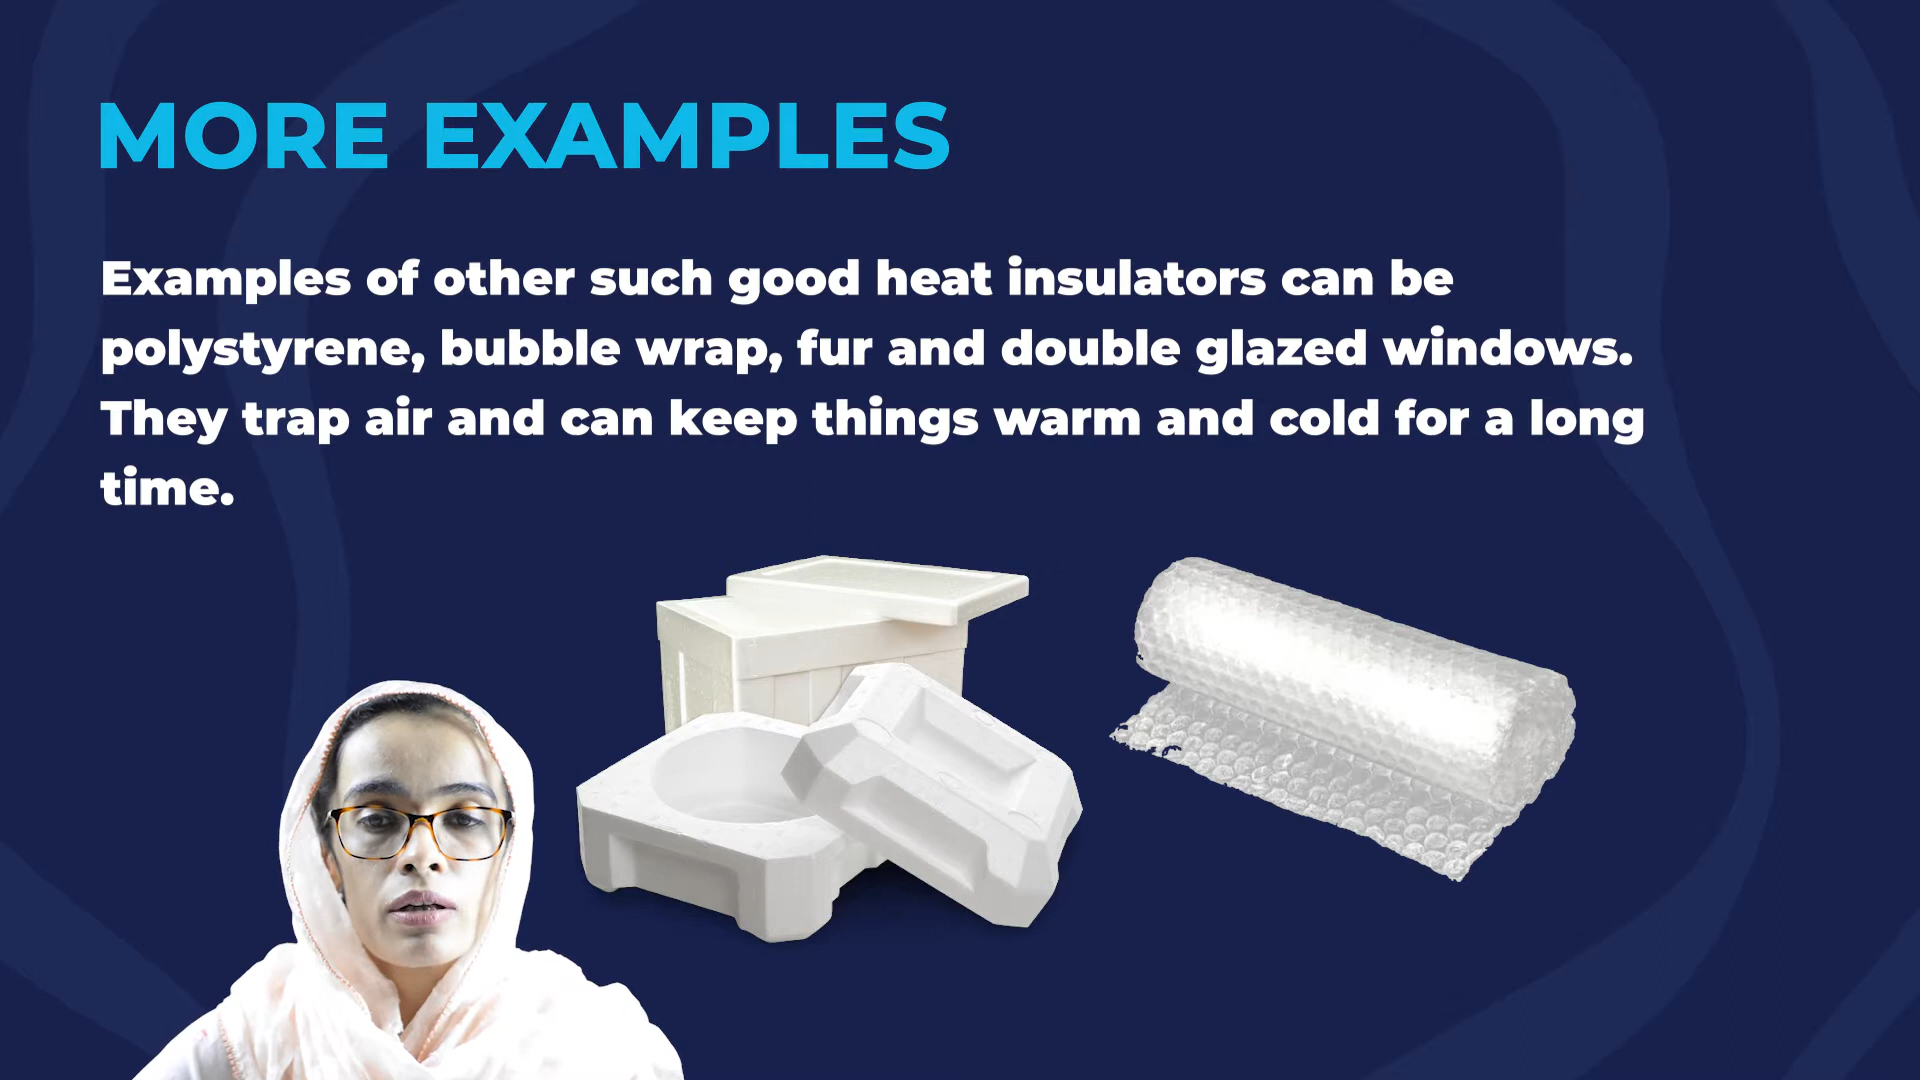 MORE EXAMPLES
Examples of other such good heat insulators can be
polystyrene, bubble wrap, fur and double glazed windows.
They trap air and can keep things warm and cold for a long
time.